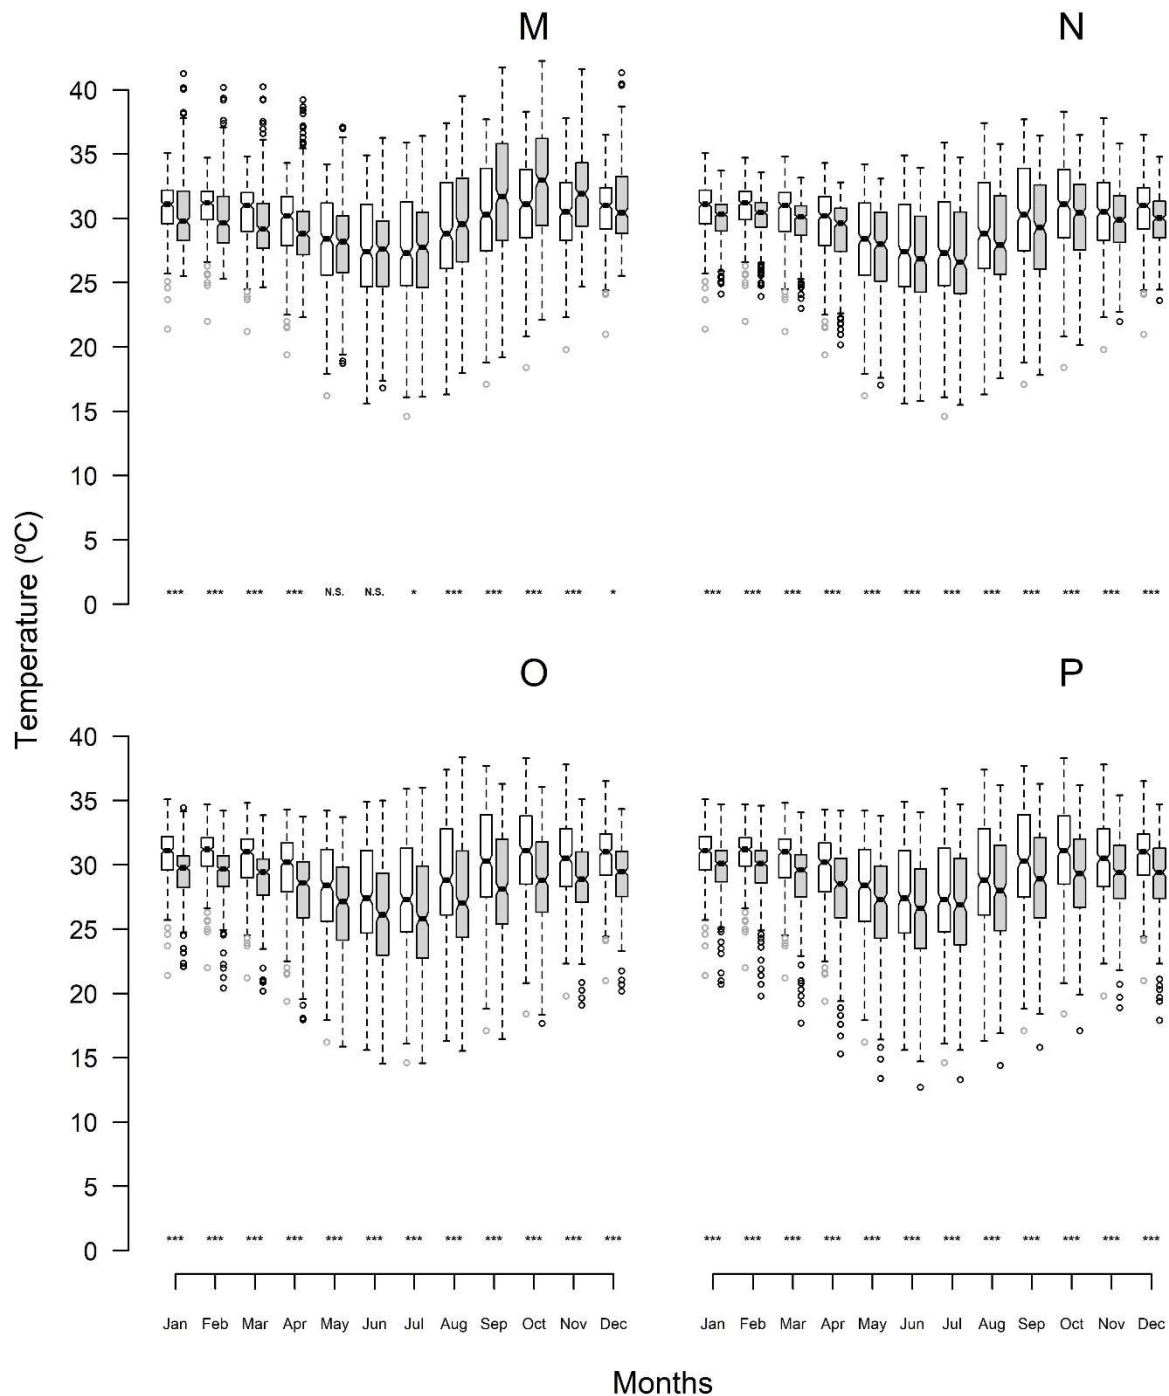 M N
40
35
30
25
20
15
10
5
0
*** *** *** *** N.S. N.S. * *** *** *** *** *
*** *** *** *** *** *** *** *** *** *** *** ***
Temperature (ºC)
O P
40
35
30
25
20
15
10
5
0
*** *** *** *** *** *** *** *** *** *** *** ***
*** *** *** *** *** *** *** *** *** *** *** ***
Jan Feb Mar Apr May Jun Jul Aug Sep Oct Nov Dec
Jan Feb Mar Apr May Jun Jul Aug Sep Oct Nov Dec
Months